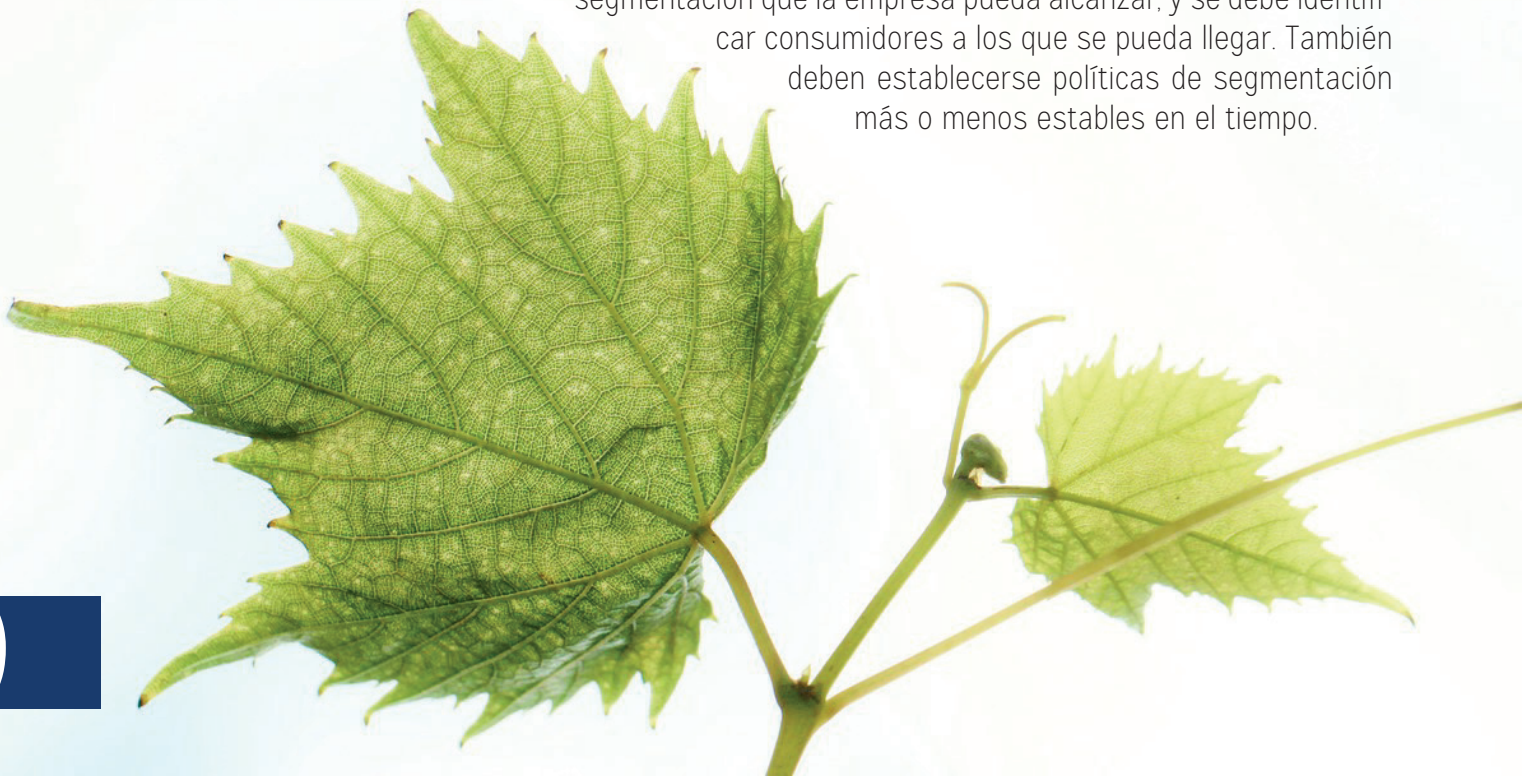 segmentación que la empresa pueda alcanzar, y se debe identifi-
car consumidores a los que se pueda llegar. También
deben establecerse políticas de segmentación
más o menos estables en el tiempo.